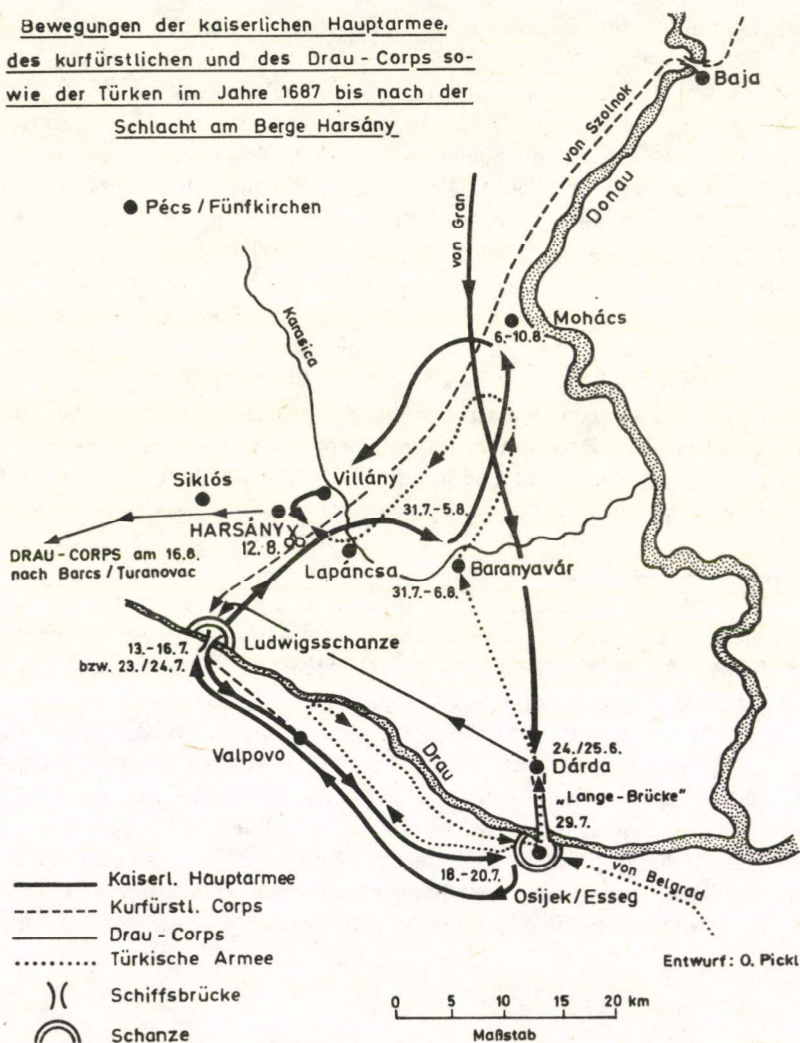 Bewegungen der kaiserlichen Hauptarmee,
des kurfürstlichen und des Drau-Corps so-
wie der Türken im Jahre 1687 bis nach der
Schlacht am Berge Harsány
Baja
von Szolnok
Donau
Pécs / Fünfkirchen
von Gran
Karasica
Mohács
6.-10.8.
Siklós
Villány
31.7.-5.8.
HARSÁNY
12.8.
DRAU-CORPS am 16.8.
nach Barcs / Turanovac
Lapáncsa
Baranyavár
31.7.-6.8.
Ludwigsschanze
13.-16.7.
bzw. 23./24.7.
Valpovo
Drau
24./25.6.
Dárda
„Lange-Brücke"
29.7.
18.-20.7.
von Belgrad
Osijek/Esseg
Kaiserl. Hauptarmee
Kurfürstl. Corps
Drau-Corps
Türkische Armee
Schiffsbrücke
Schanze
Entwurf: O. Pickl
0 5 10 15 20 km
Maßstab